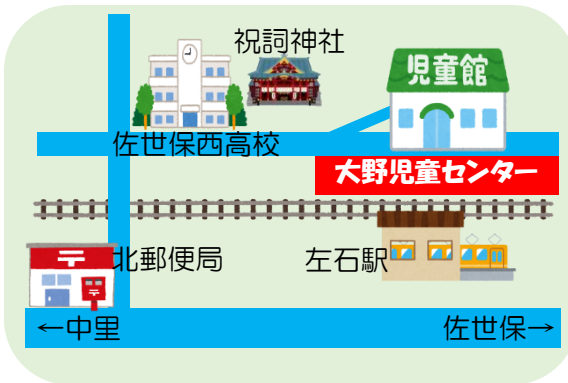 祝詞神社
児童館
佐世保西高校
大野児童センター
北郵便局
左石駅
←中里
佐世保→